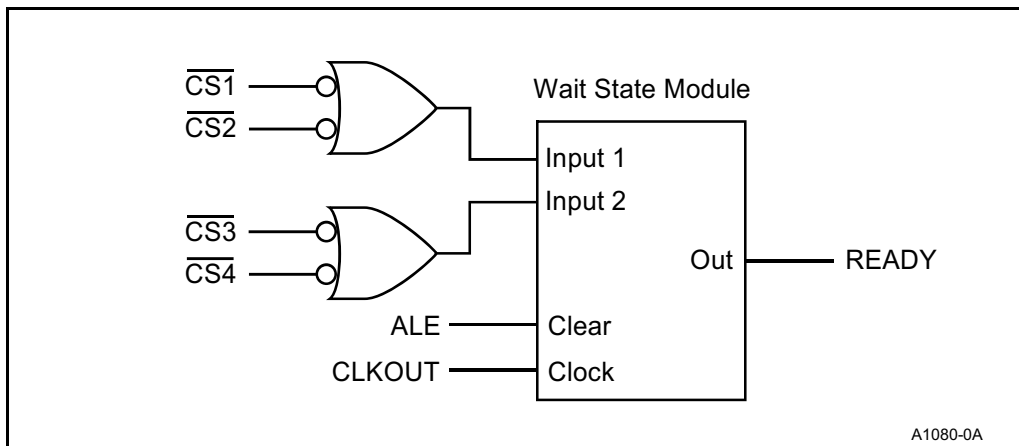 CS1
CS2
CS3
CS4
ALE
CLKOUT
Wait State Module
Input 1
Input 2
Clear
Clock
Out
READY
A1080-0A